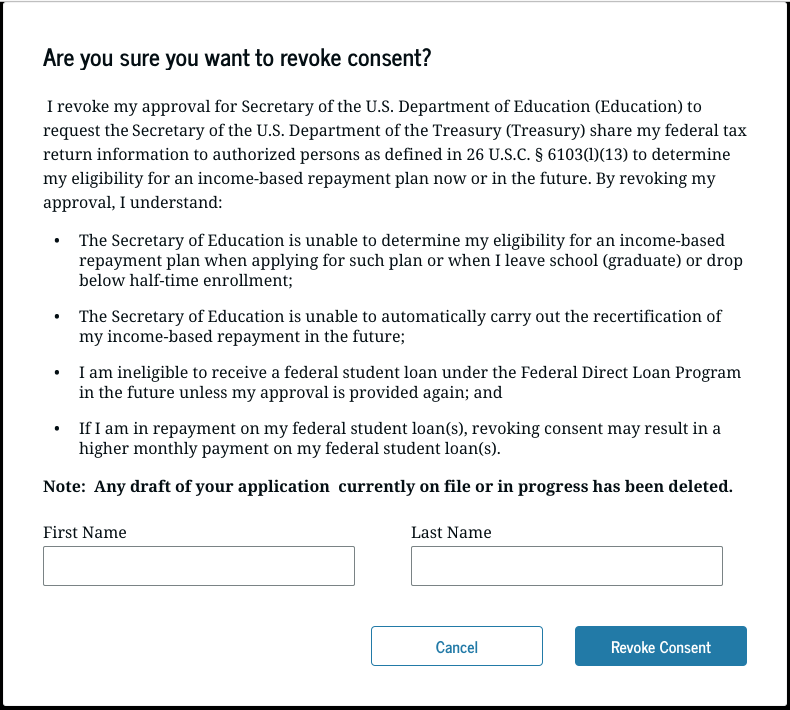 Are you sure you want to revoke consent?
I revoke my approval for Secretary of the U.S. Department of Education (Education) to
request the Secretary of the U.S. Department of the Treasury (Treasury) share my federal tax
return information to authorized persons as defined in 26 U.S.C. § 6103(l)(13) to determine
my eligibility for an income-based repayment plan now or in the future. By revoking my
approval, I understand:
• The Secretary of Education is unable to determine my eligibility for an income-based
repayment plan when applying for such plan or when I leave school (graduate) or drop
below half-time enrollment;
• The Secretary of Education is unable to automatically carry out the recertification of
my income-based repayment in the future;
• I am ineligible to receive a federal student loan under the Federal Direct Loan Program
in the future unless my approval is provided again; and
• If I am in repayment on my federal student loan(s), revoking consent may result in a
higher monthly payment on my federal student loan(s).
Note: Any draft of your application currently on file or in progress has been deleted.
First Name
Last Name
Cancel
Revoke Consent